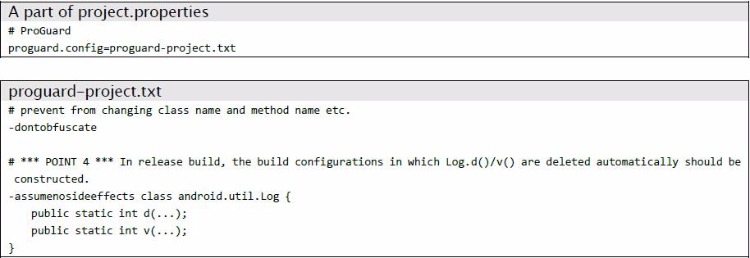 A part of project.properties
# ProGuard
proguard.config=proguard-project.txt
proguard-project.txt
# prevent from changing class name and method name etc.
-dontobfuscate
# *** POINT 4 *** In release build, the build configurations in which Log.d()/v() are deleted automatically should be
constructed.
-assumenosideeffects class android.util.Log {
public static int d(...);
public static int v(...);
}